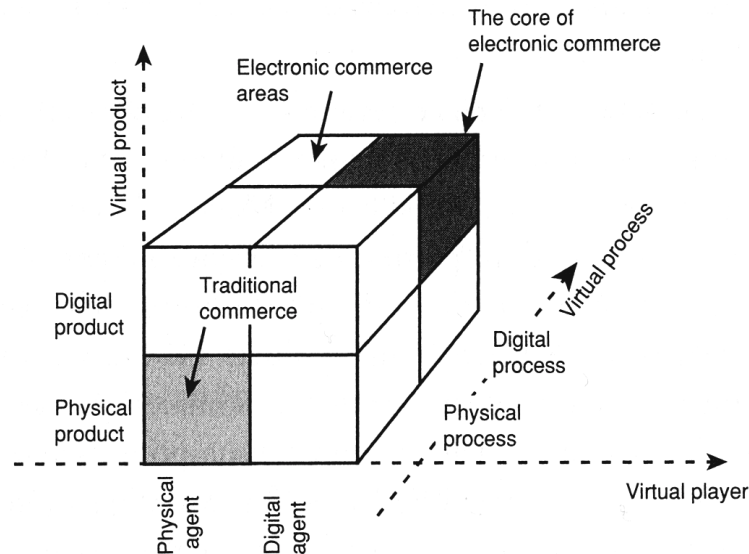 The core of
electronic commerce
Electronic commerce
areas
Virtual product
Virtual process
Traditional
commerce
Digital
product
Digital
process
Physical
product
Physical
process
Virtual player
Physical
agent
Digital
agent